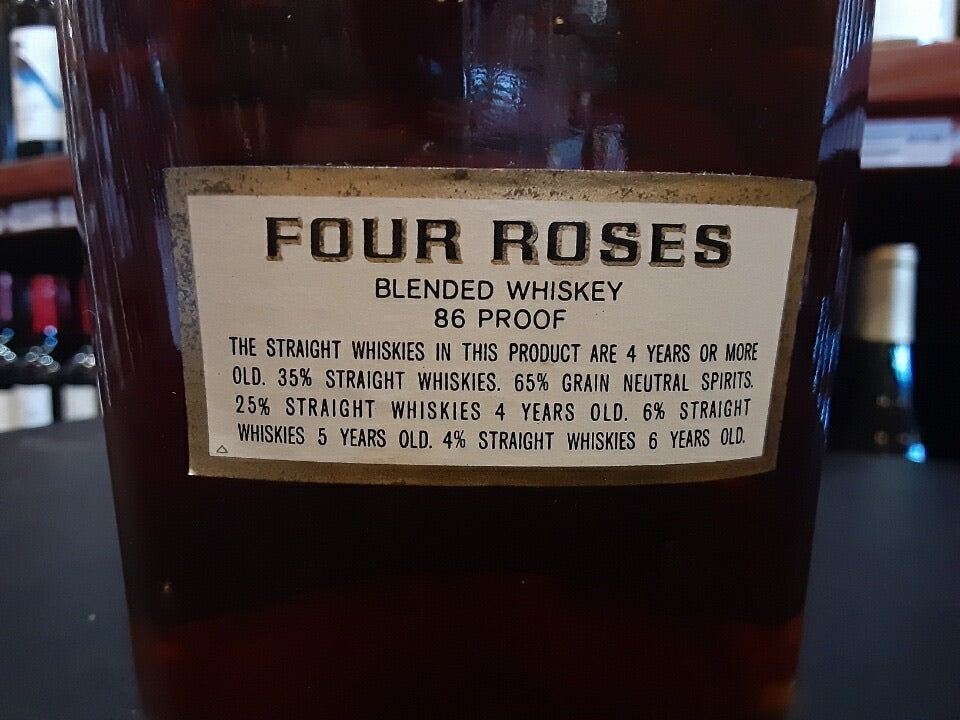 FOUR ROSES
BLENDED WHISKEY
86 PROOF
THE STRAIGHT WHISKIES IN THIS PRODUCT ARE 4 YEARS OR MORE
OLD. 35% STRAIGHT WHISKIES. 65% GRAIN NEUTRAL SPIRITS.
25% STRAIGHT WHISKIES 4 YEARS OLD. 6% STRAIGHT
WHISKIES 5 YEARS OLD. 4% STRAIGHT WHISKIES 6 YEARS OLD.